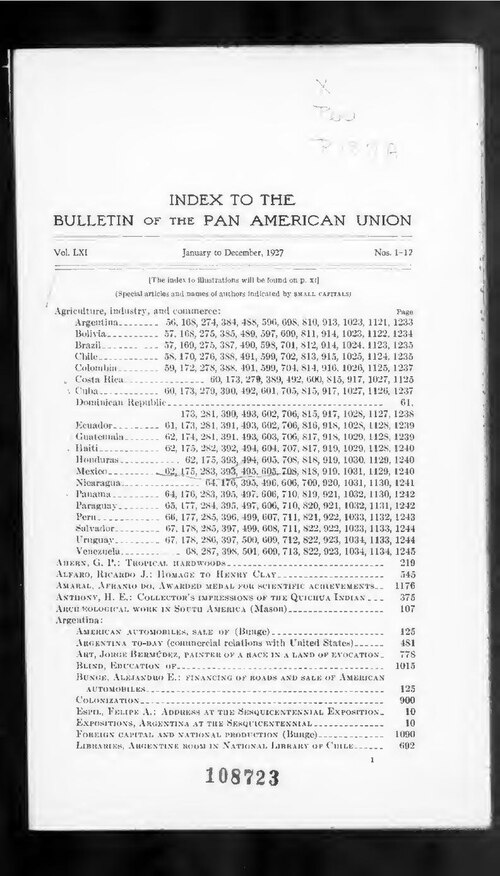 X
Pau
P187A
INDEX TO THE
BULLETIN OF THE PAN AMERICAN UNION
Vol. LXI January to December, 1927 Nos. 1–12
[The index to illustrations will be found on p. XI]
(Special articles and names of authors indicated by SMALL CAPITALS)
Agriculture, industry, and commerce: Page
Argentina 56, 168, 274, 384, 488, 596, 698, 810, 913, 1023, 1121, 1233
Bolivia 57, 168, 275, 385, 489, 597, 699, 811, 914, 1023, 1122, 1234
Brazil 57, 169, 275, 387, 490, 598, 701, 812, 914, 1024, 1123, 1235
Chile 58, 170, 276, 388, 491, 599, 702, 813, 915, 1025, 1124, 1235
Colombia 59, 172, 278, 388, 491, 599, 704, 814, 916, 1026, 1125, 1237
Costa Rica 60, 173, 279, 389, 492, 600, 815, 917, 1027, 1125
Cuba 60, 173, 279, 390, 492, 601, 705, 815, 917, 1027, 1126, 1237
Dominican Republic 61,
173, 281, 390, 493, 602, 706, 815, 917, 1028, 1127, 1238
Ecuador 61, 173, 281, 391, 493, 602, 706, 816, 918, 1028, 1128, 1239
Guatemala 62, 174, 281, 391, 493, 603, 706, 817, 918, 1029, 1128, 1239
Haiti 62, 175, 282, 392, 494, 604, 707, 817, 919, 1029, 1128, 1240
Honduras 62, 175, 393, 494, 605, 708, 818, 919, 1030, 1129, 1240
Mexico 62, 175, 283, 393, 495, 605, 708, 818, 919, 1031, 1129, 1240
Nicaragua 64, 176, 395, 496, 606, 709, 920, 1031, 1130, 1241
Panama 64, 176, 283, 395, 497, 606, 710, 819, 921, 1032, 1130, 1242
Paraguay 65, 177, 284, 395, 497, 606, 710, 820, 921, 1032, 1131, 1242
Peru 66, 177, 285, 396, 499, 607, 711, 821, 922, 1033, 1132, 1243
Salvador 67, 178, 285, 397, 499, 608, 711, 822, 922, 1033, 1133, 1244
Uruguay 67, 178, 286, 397, 500, 609, 712, 822, 923, 1034, 1133, 1244
Venezuela 68, 287, 398, 501, 609, 713, 822, 923, 1034, 1134, 1245
AHERN, G. P.: TROPICAL HARDWOODS 219
ALFARO, RICARDO J.: HOMAGE TO HENRY CLAY 545
AMARAL, AFRANIO DO, AWARDED MEDAL FOR SCIENTIFIC ACHIEVEMENTS 1176
ANTHONY, H. E.: COLLECTOR'S IMPRESSIONS OF THE QUICHUA INDIAN 375
ARCHEOLOGICAL WORK IN SOUTH AMERICA (Mason) 107
Argentina:
AMERICAN AUTOMOBILES, SALE OF (Bunge) 125
ARGENTINA TO-DAY (commercial relations with United States) 481
ART, JORGE BERMÚDEZ, PAINTER OF A RACE IN A LAND OF EVOCATION 778
BLIND, EDUCATION OF 1015
BUNGE, ALEJANDRO E.: FINANCING OF ROADS AND SALE OF AMERICAN
AUTOMOBILES 125
COLONIZATION 900
ESPIL, FELIPE A.: ADDRESS AT THE SESQUICENTENNIAL EXPOSITION 10
EXPOSITIONS, ARGENTINA AT THE SESQUICENTENNIAL 10
FOREIGN CAPITAL AND NATIONAL PRODUCTION (Bunge) 1090
LIBRARIES, ARGENTINE ROOM IN NATIONAL LIBRARY OF CHILE 692
1
108723